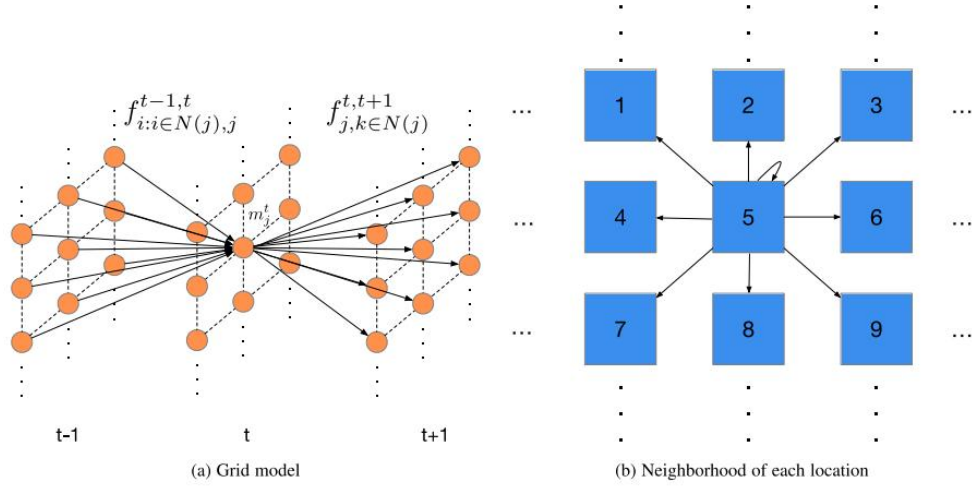 f^{t-1,t}_{i:i∈N(j),j}
f^{t,t+1}_{j,k∈N(j)}
m^t_j
t-1
t
t+1
(a) Grid model
... 1 2 3 ...
... 4 5 6 ...
... 7 8 9 ...
(b) Neighborhood of each location